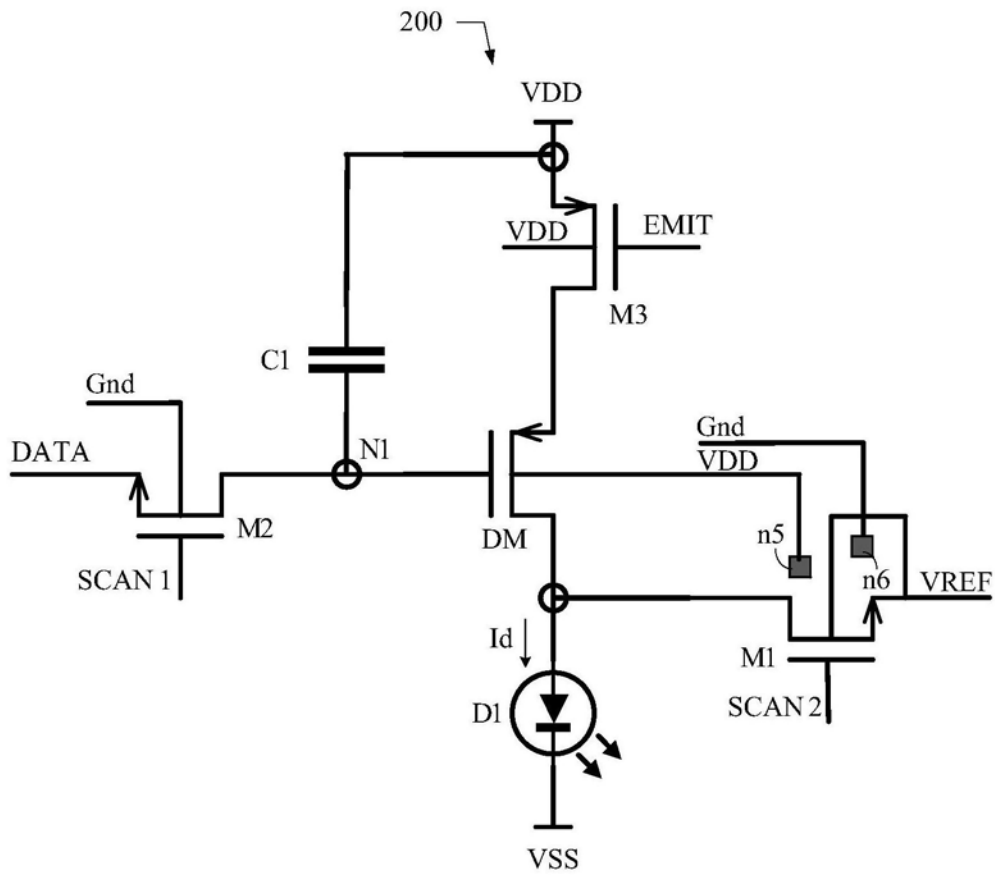 200
VDD
VDD
EMIT
M3
C1
Gnd
DATA
N1
Gnd
VDD
M2
DM
n5
n6
SCAN 1
VREF
Id
M1
D1
SCAN 2
VSS